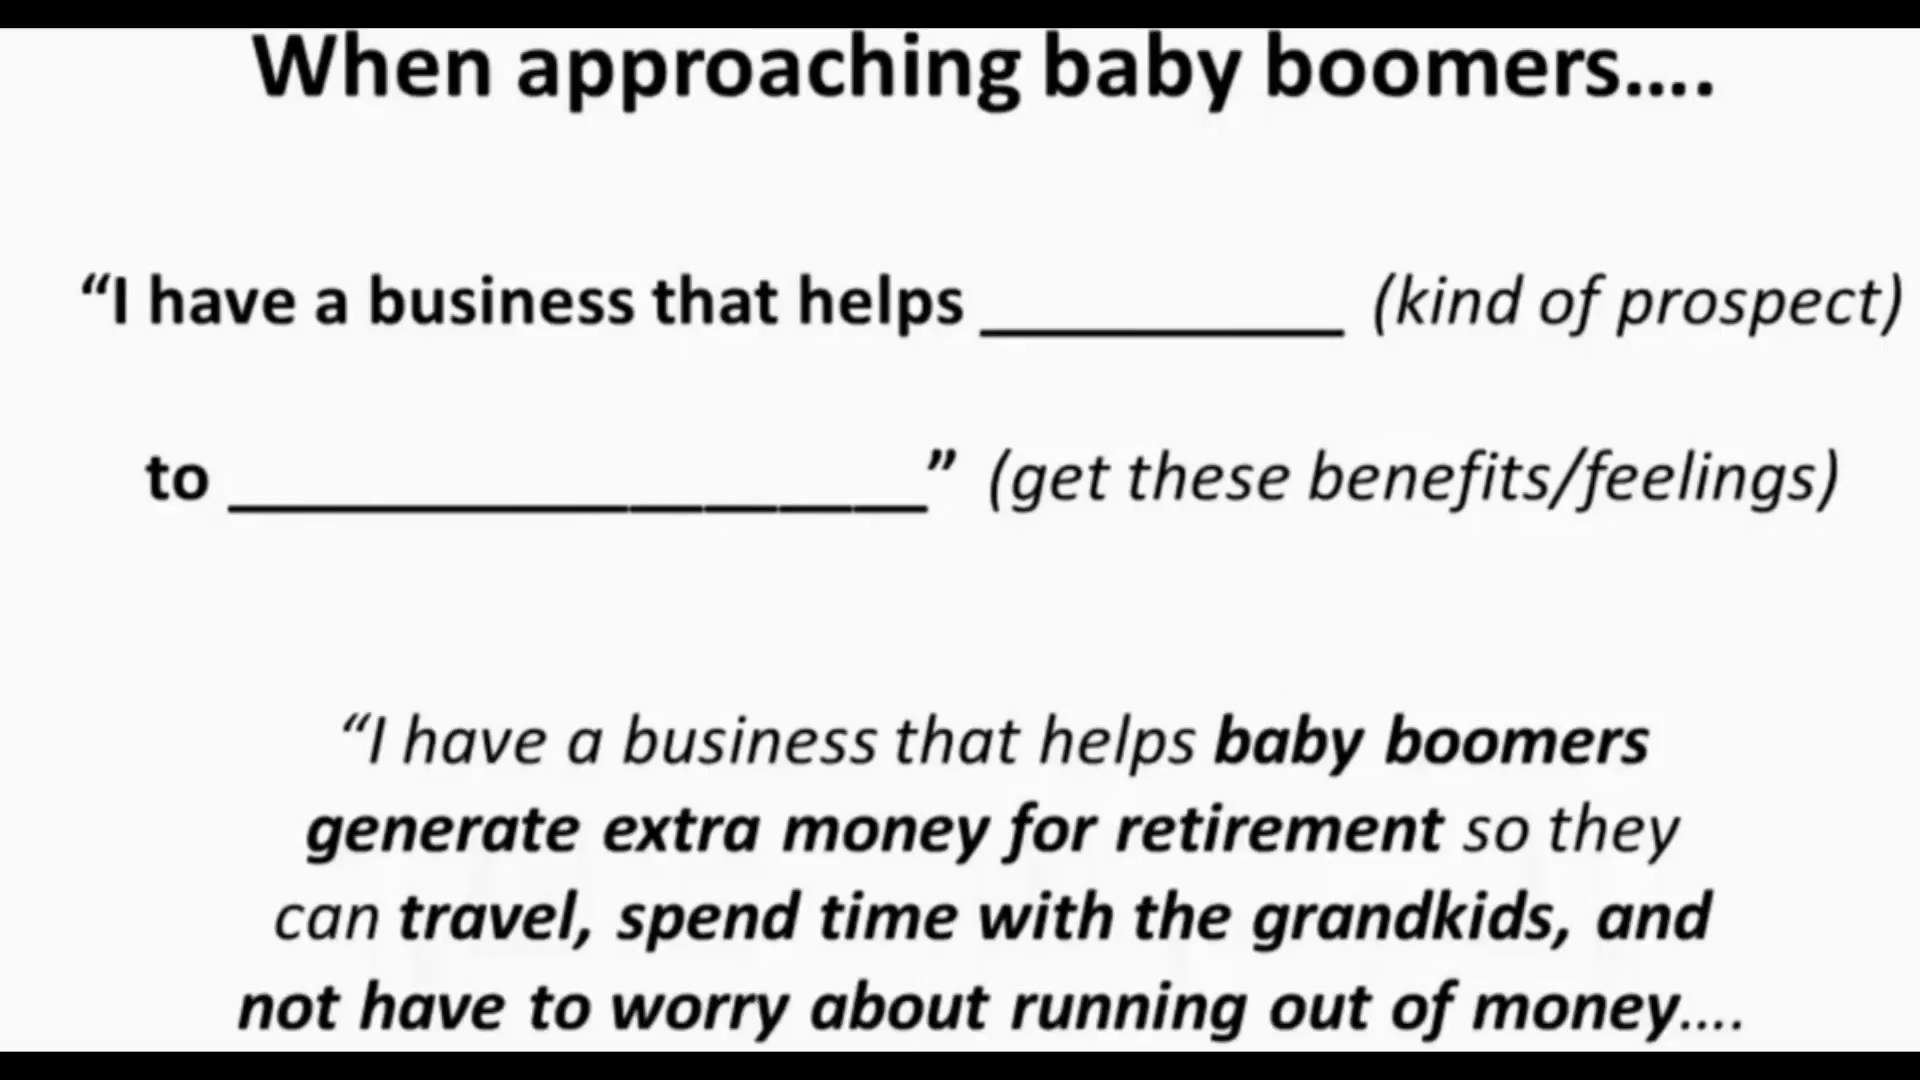 When approaching baby boomers....
“I have a business that helps __________ (kind of prospect)
to ___________________” (get these benefits/feelings)
“I have a business that helps baby boomers
generate extra money for retirement so they
can travel, spend time with the grandkids, and
not have to worry about running out of money....